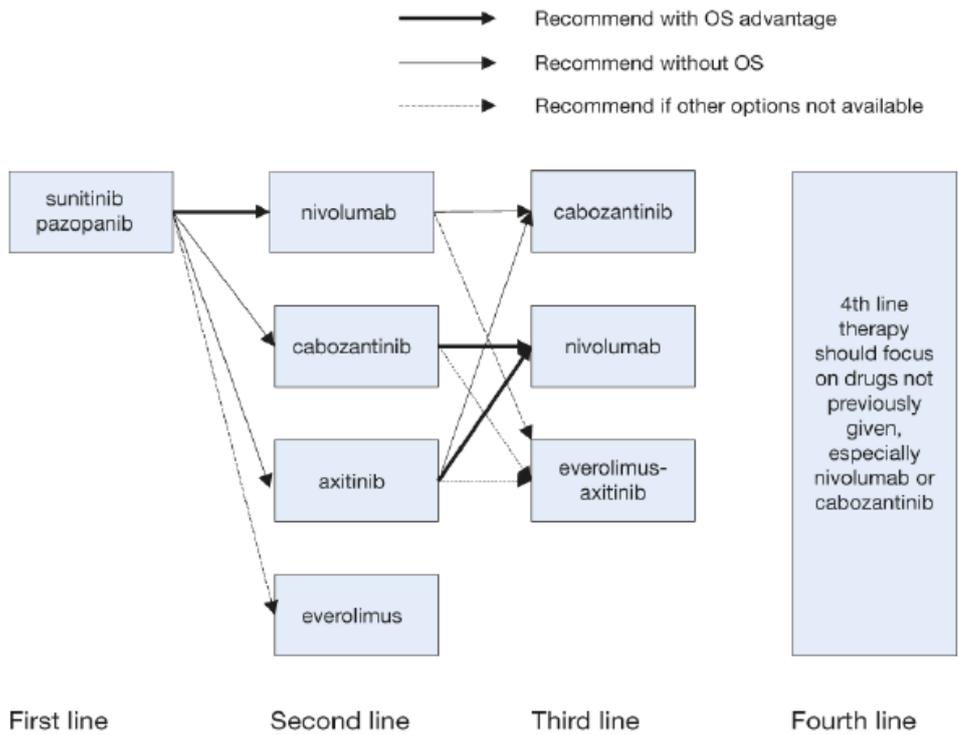 Recommend with OS advantage
Recommend without OS
Recommend if other options not available
sunitinib
pazopanib
nivolumab
cabozantinib
cabozantinib
nivolumab
axitinib
everolimus-
axitinib
everolimus
4th line
therapy
should focus
on drugs not
previously
given,
especially
nivolumab or
cabozantinib
First line
Second line
Third line
Fourth line